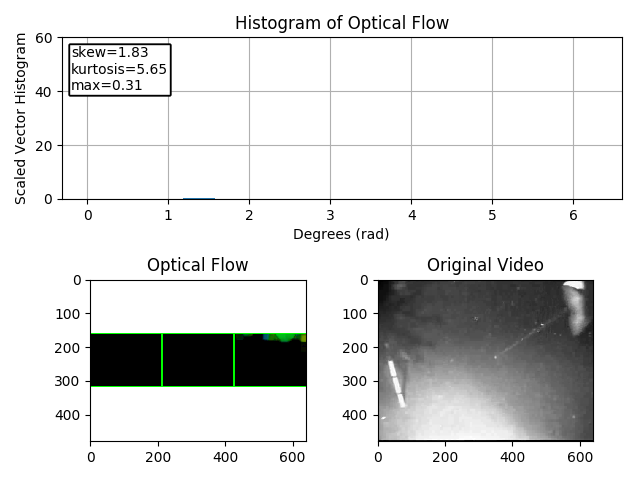 Histogram of Optical Flow
skew=1.83
kurtosis=5.65
max=0.31
Scaled Vector Histogram
60
40
20
0
0 1 2 3 4 5 6
Degrees (rad)
Optical Flow
0
100
200
300
400
0 200 400 600
Original Video
0
100
200
300
400
0 200 400 600